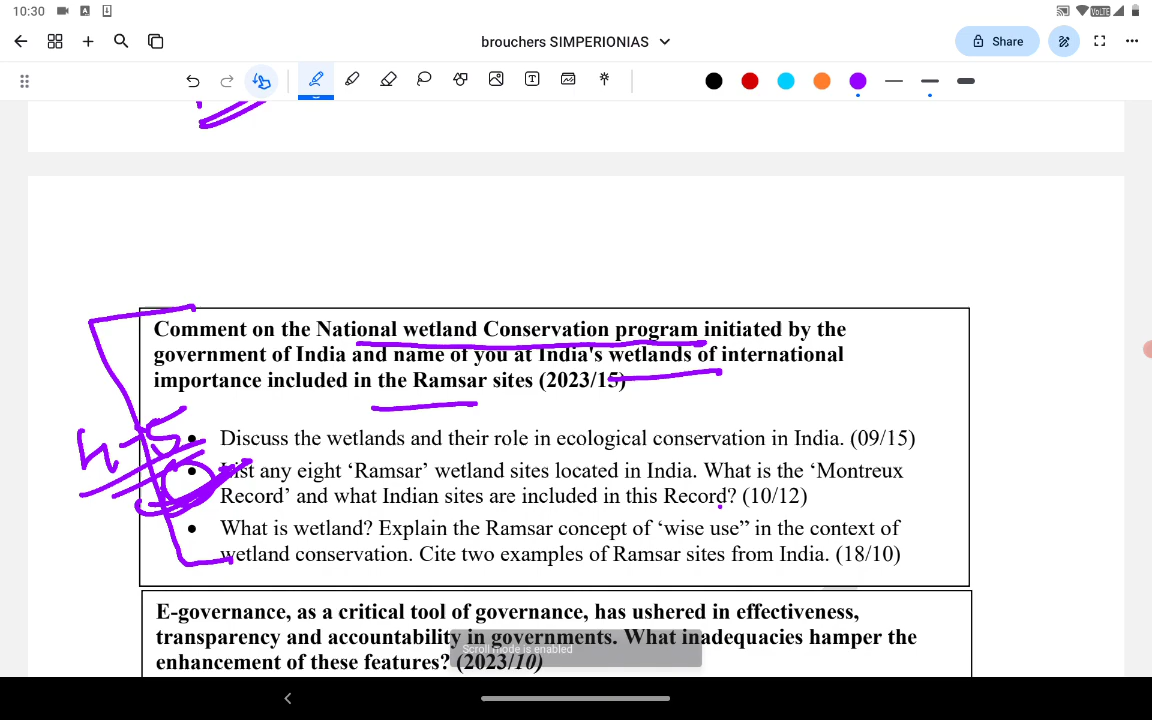 10:30
VoLTE
brouchers SIMPERIONIAS
Share
Comment on the National wetland Conservation program initiated by the
government of India and name of you at India's wetlands of international
importance included in the Ramsar sites (2023/15)
• Discuss the wetlands and their role in ecological conservation in India. (09/15)
• List any eight ‘Ramsar’ wetland sites located in India. What is the ‘Montreux
Record’ and what Indian sites are included in this Record? (10/12)
• What is wetland? Explain the Ramsar concept of ‘wise use” in the context of
wetland conservation. Cite two examples of Ramsar sites from India. (18/10)
E-governance, as a critical tool of governance, has ushered in effectiveness,
transparency and accountability in governments. What inadequacies hamper the
enhancement of these features? (2023/10)
Scroll mode is enabled